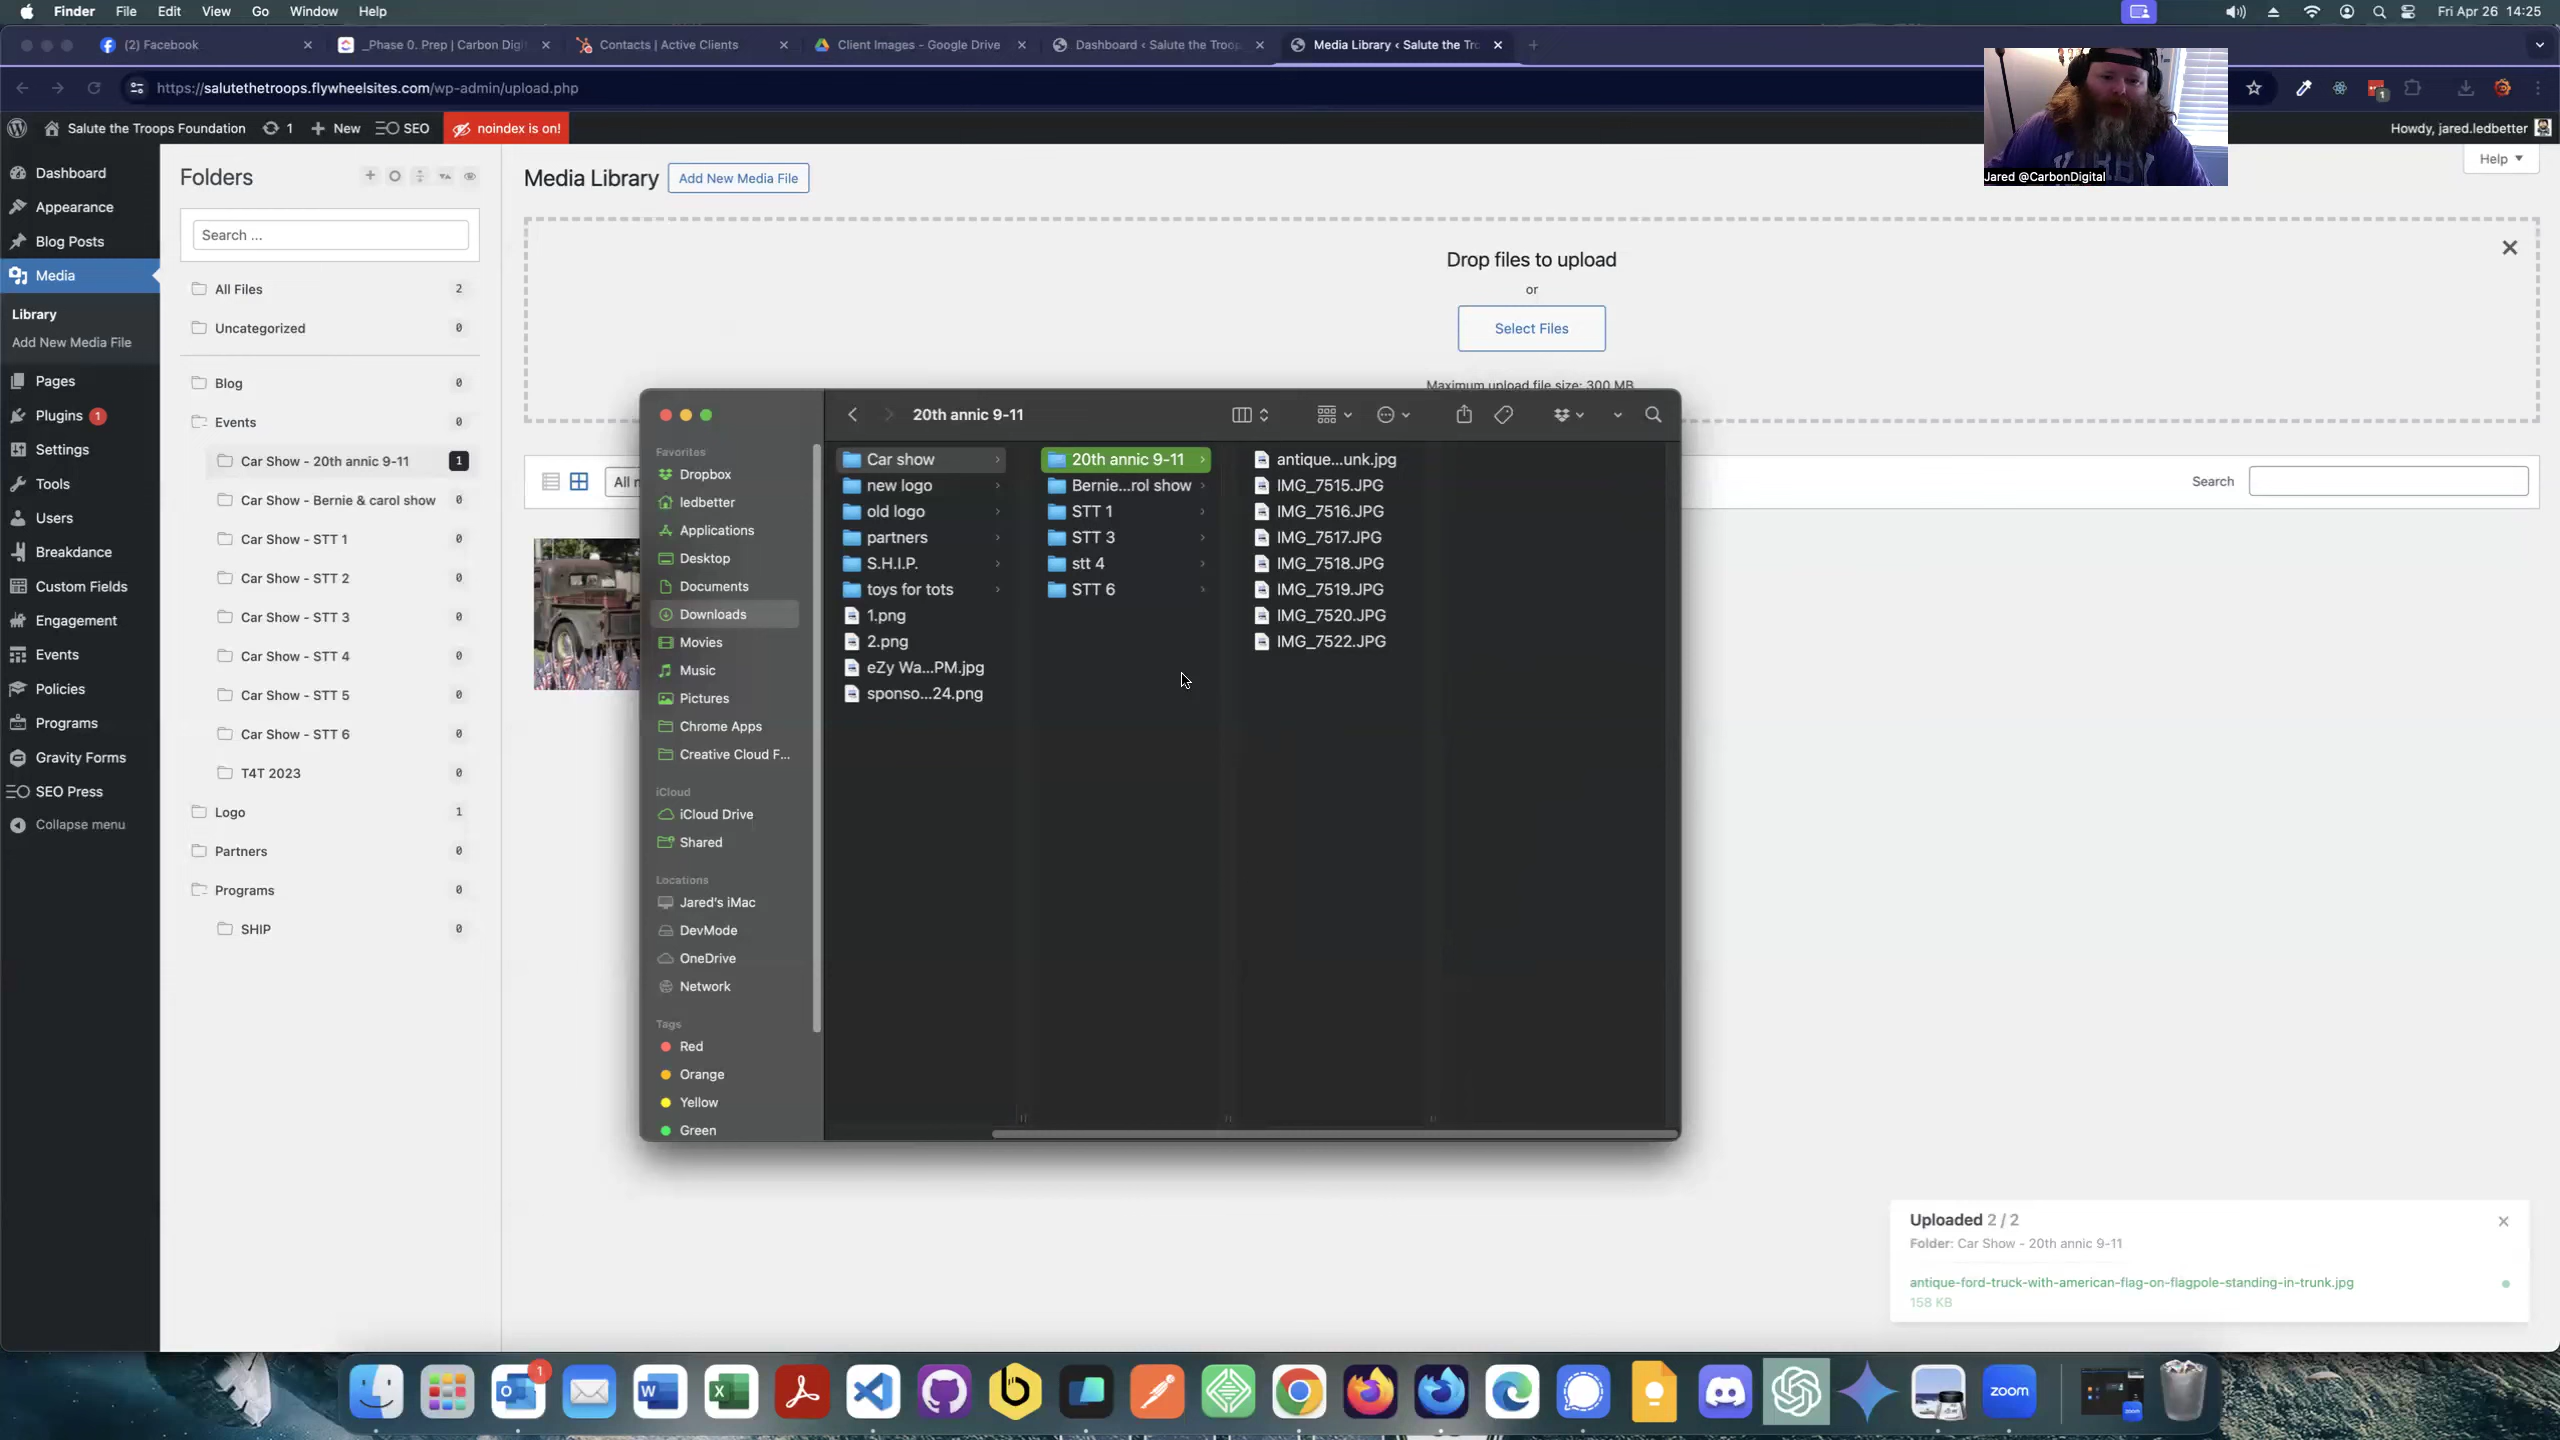 Finder File Edit View Go Window Help
Fri Apr 26 14:25
(2) Facebook
_Phase 0. Prep | Carbon Digi
Contacts | Active Clients
Client Images - Google Drive
Dashboard ‹ Salute the Troop
Media Library ‹ Salute the Tro
https://salutethetroops.flywheelsites.com/wp-admin/upload.php
1
Salute the Troops Foundation
1
New
SEO
noindex is on!
Howdy, jared.ledbetter
Jared @CarbonDigital
Help
Dashboard
Appearance
Blog Posts
Media
Library
Add New Media File
Pages
Plugins 1
Settings
Tools
Users
Breakdance
Custom Fields
Engagement
Events
Policies
Programs
Gravity Forms
SEO Press
Collapse menu
Folders
Search ...
All Files 2
Uncategorized 0
Blog 0
Events 0
Car Show - 20th annic 9-11 1
Car Show - Bernie & carol show 0
Car Show - STT 1 0
Car Show - STT 2 0
Car Show - STT 3 0
Car Show - STT 4 0
Car Show - STT 5 0
Car Show - STT 6 0
T4T 2023 0
Logo 1
Partners 0
Programs 0
SHIP 0
Media Library
Add New Media File
Drop files to upload
or
Select Files
Maximum upload file size: 300 MB.
All
Search
20th annic 9-11
Favorites
Dropbox
ledbetter
Applications
Desktop
Documents
Downloads
Movies
Music
Pictures
Chrome Apps
Creative Cloud F...
iCloud
iCloud Drive
Shared
Locations
Jared's iMac
DevMode
OneDrive
Network
Tags
Red
Orange
Yellow
Green
Car show
new logo
old logo
partners
S.H.I.P.
toys for tots
1.png
2.png
eZy Wa...PM.jpg
sponso...24.png
20th annic 9-11
Bernie...rol show
STT 1
STT 3
stt 4
STT 6
antique...unk.jpg
IMG_7515.JPG
IMG_7516.JPG
IMG_7517.JPG
IMG_7518.JPG
IMG_7519.JPG
IMG_7520.JPG
IMG_7522.JPG
Uploaded 2 / 2
Folder: Car Show - 20th annic 9-11
antique-ford-truck-with-american-flag-on-flagpole-standing-in-trunk.jpg
158 KB
1
zoom